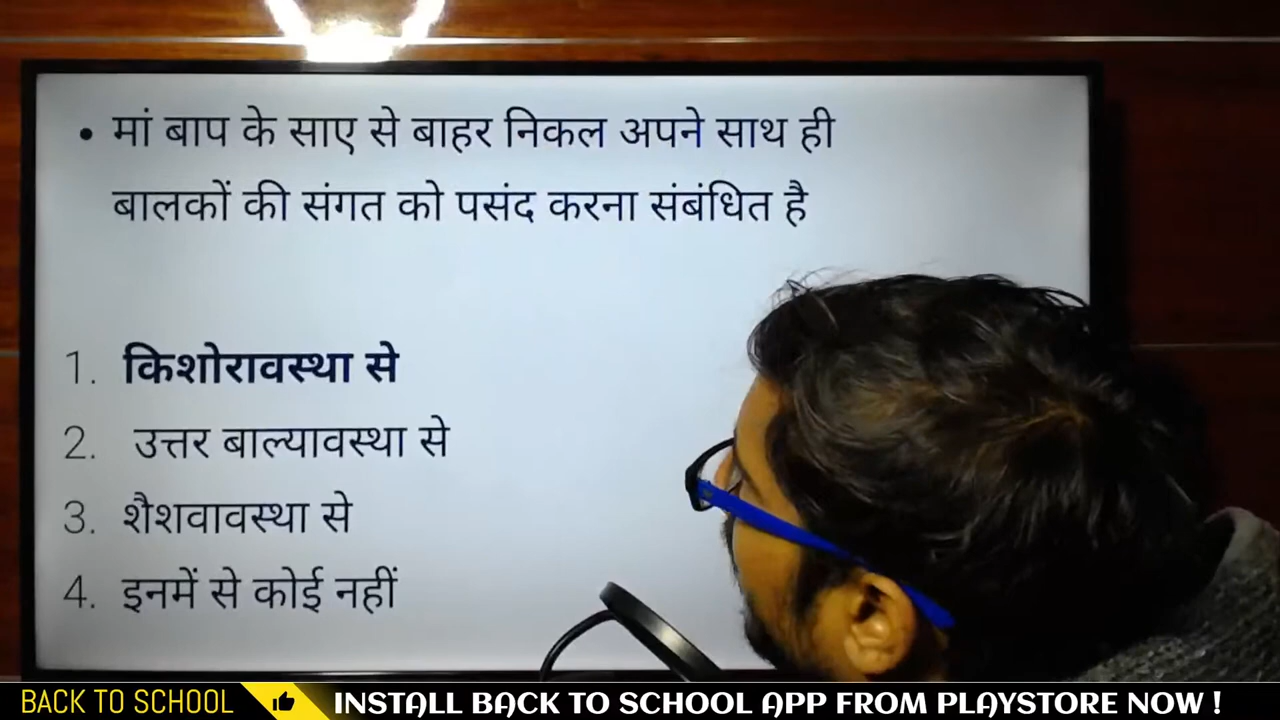 • मां बाप के साए से बाहर निकल अपने साथ ही
बालकों की संगत को पसंद करना संबंधित है
1. किशोरावस्था से
2. उत्तर बाल्यावस्था से
3. शैशवावस्था से
4. इनमें से कोई नहीं
BACK TO SCHOOL INSTALL BACK TO SCHOOL APP FROM PLAYSTORE NOW !